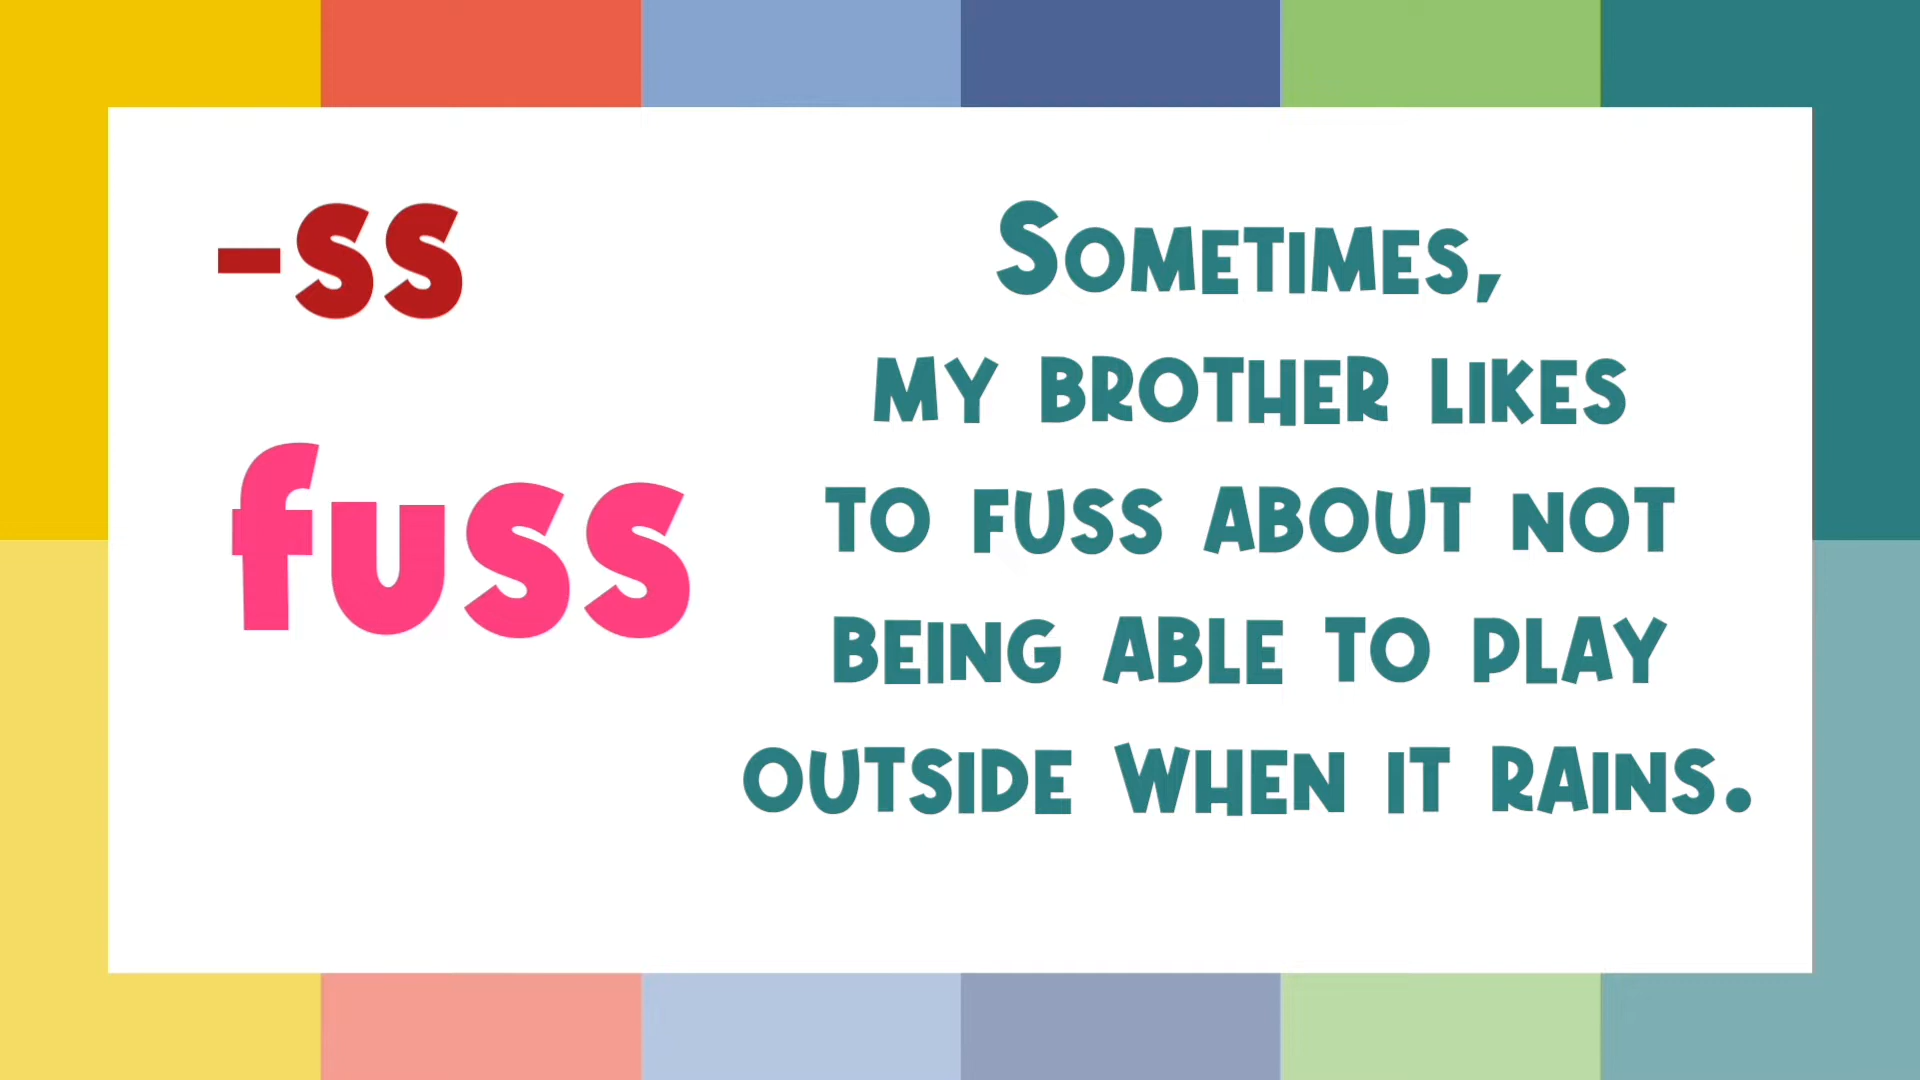 -ss
fuss
Sometimes,
my brother likes
to fuss about not
being able to play
outside when it rains.